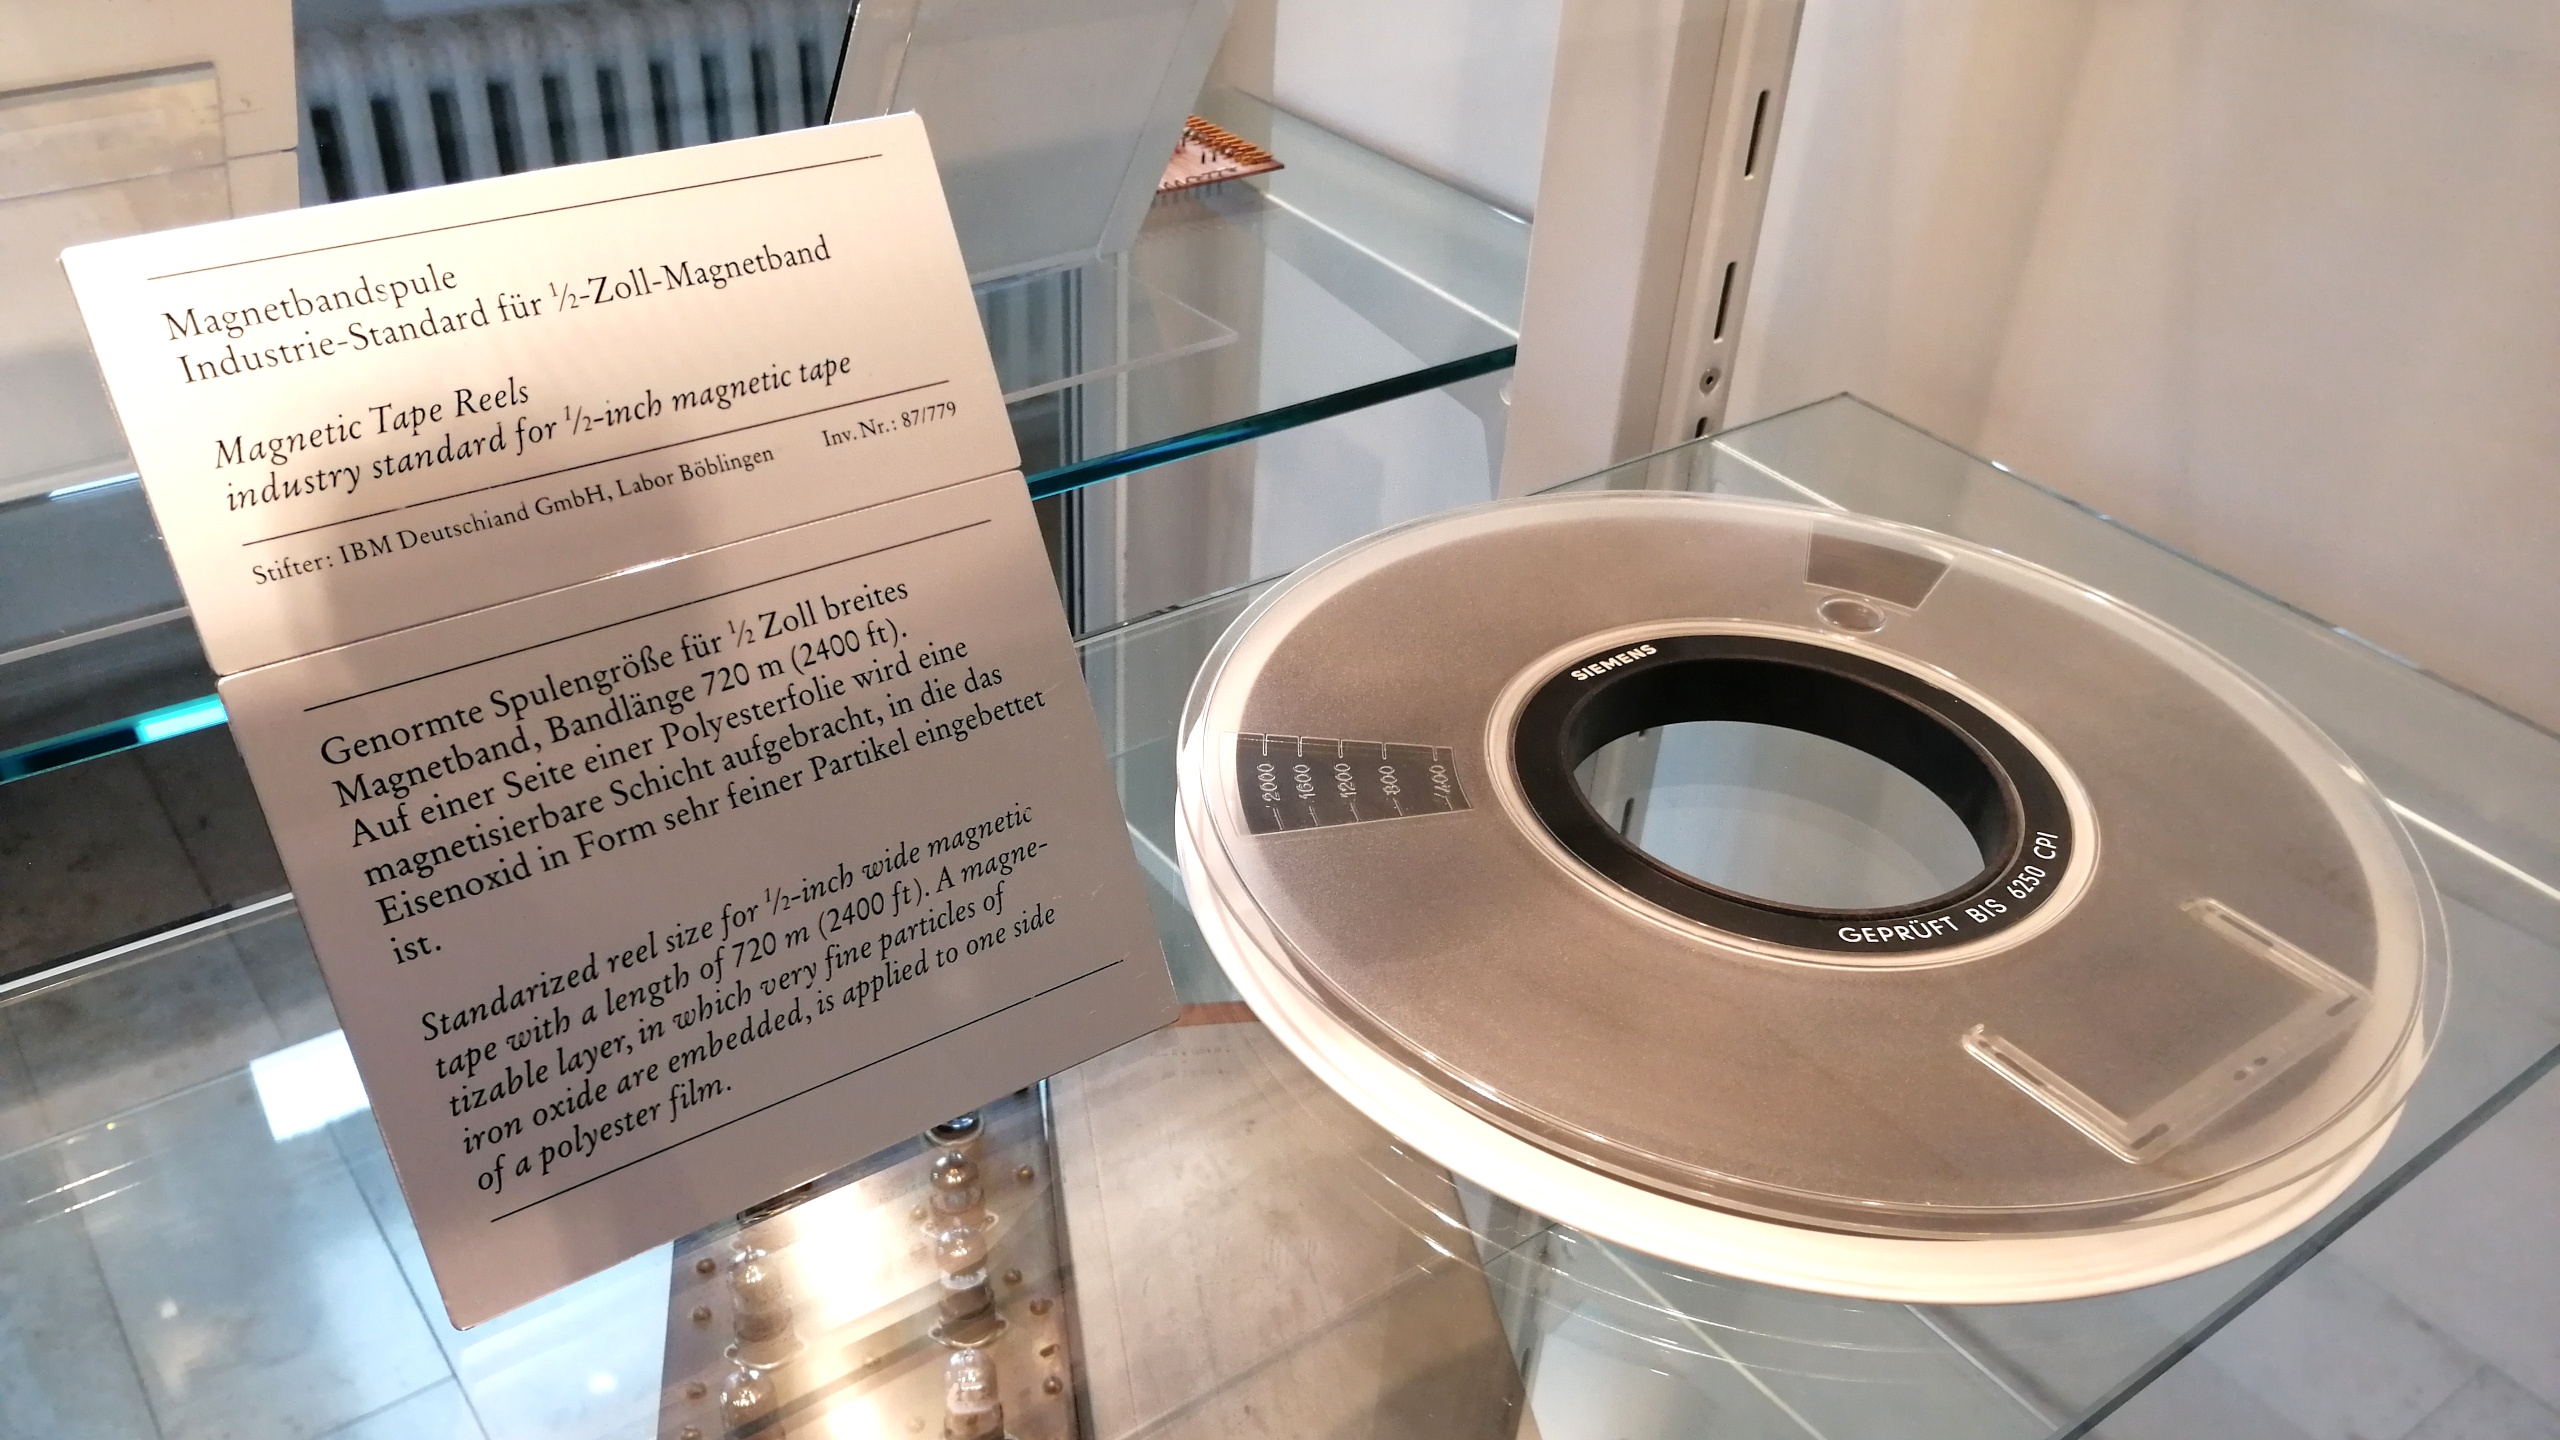 Magnetbandspule
Industrie-Standard für ½-Zoll-Magnetband
Magnetic Tape Reels
industry standard for ½-inch magnetic tape
Inv. Nr.: 87/779
Stifter: IBM Deutschiand GmbH, Labor Böblingen
Genormte Spulengröße für ½ Zoll breites
Magnetband, Bandlänge 720 m (2400 ft).
Auf einer Seite einer Polyesterfolie wird eine
magnetisierbare Schicht aufgebracht, in die das
Eisenoxid in Form sehr feiner Partikel eingebettet
ist.
Standarized reel size for ½-inch wide magnetic
tape with a length of 720 m (2400 ft). A magne-
tizable layer, in which very fine particles of
iron oxide are embedded, is applied to one side
of a polyester film.
SIEMENS
2000
1600
1200
800
400
GEPRÜFT BIS 6250 CPI